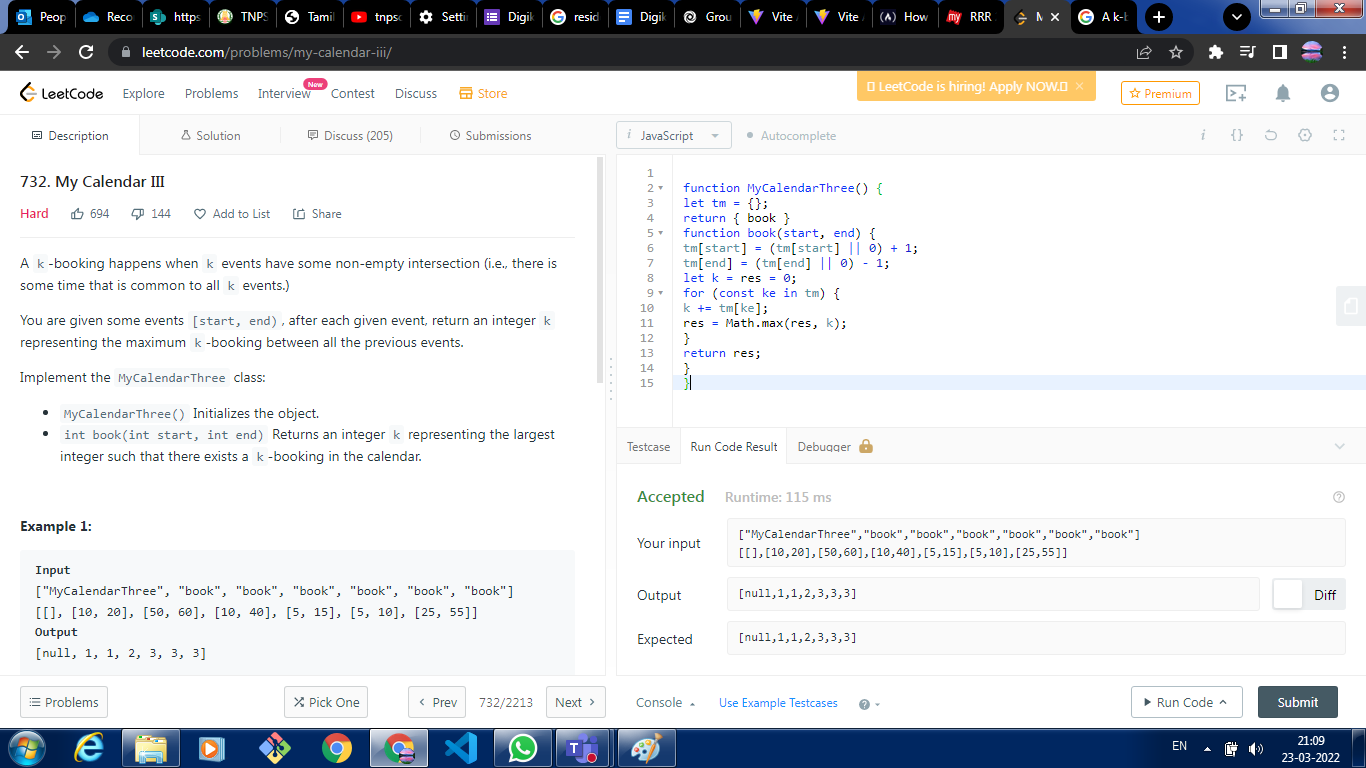 Peop
Reco
https
TNPS
Tamil
tnpsc
Setti
Digik
resid
Digik
Grou
Vite
Vite
How
RRR
A k-b
leetcode.com/problems/my-calendar-iii/
LeetCode
Explore
Problems
Interview
New
Contest
Discuss
Store
LeetCode is hiring! Apply NOW.
Premium
Description
Solution
Discuss (205)
Submissions
i JavaScript
Autocomplete
732. My Calendar III
Hard
694
144
Add to List
Share
A k -booking happens when k events have some non-empty intersection (i.e., there is
some time that is common to all k events.)
You are given some events [start, end) , after each given event, return an integer k
representing the maximum k -booking between all the previous events.
Implement the MyCalendarThree class:
• MyCalendarThree() Initializes the object.
• int book(int start, int end) Returns an integer k representing the largest
integer such that there exists a k -booking in the calendar.
Example 1:
Input
["MyCalendarThree", "book", "book", "book", "book", "book", "book"]
[[], [10, 20], [50, 60], [10, 40], [5, 15], [5, 10], [25, 55]]
Output
[null, 1, 1, 2, 3, 3, 3]
Problems
Pick One
Prev
732/2213
Next
1
2 function MyCalendarThree() {
3 let tm = {};
4 return { book }
5 function book(start, end) {
6 tm[start] = (tm[start] || 0) + 1;
7 tm[end] = (tm[end] || 0) - 1;
8 let k = res = 0;
9 for (const ke in tm) {
10 k += tm[ke];
11 res = Math.max(res, k);
12 }
13 return res;
14 }
15 }
Testcase
Run Code Result
Debugger
Accepted
Runtime: 115 ms
Your input
["MyCalendarThree","book","book","book","book","book","book"]
[[],[10,20],[50,60],[10,40],[5,15],[5,10],[25,55]]
Output
[null,1,1,2,3,3,3]
Diff
Expected
[null,1,1,2,3,3,3]
Console
Use Example Testcases
Run Code
Submit
EN
21:09
23-03-2022